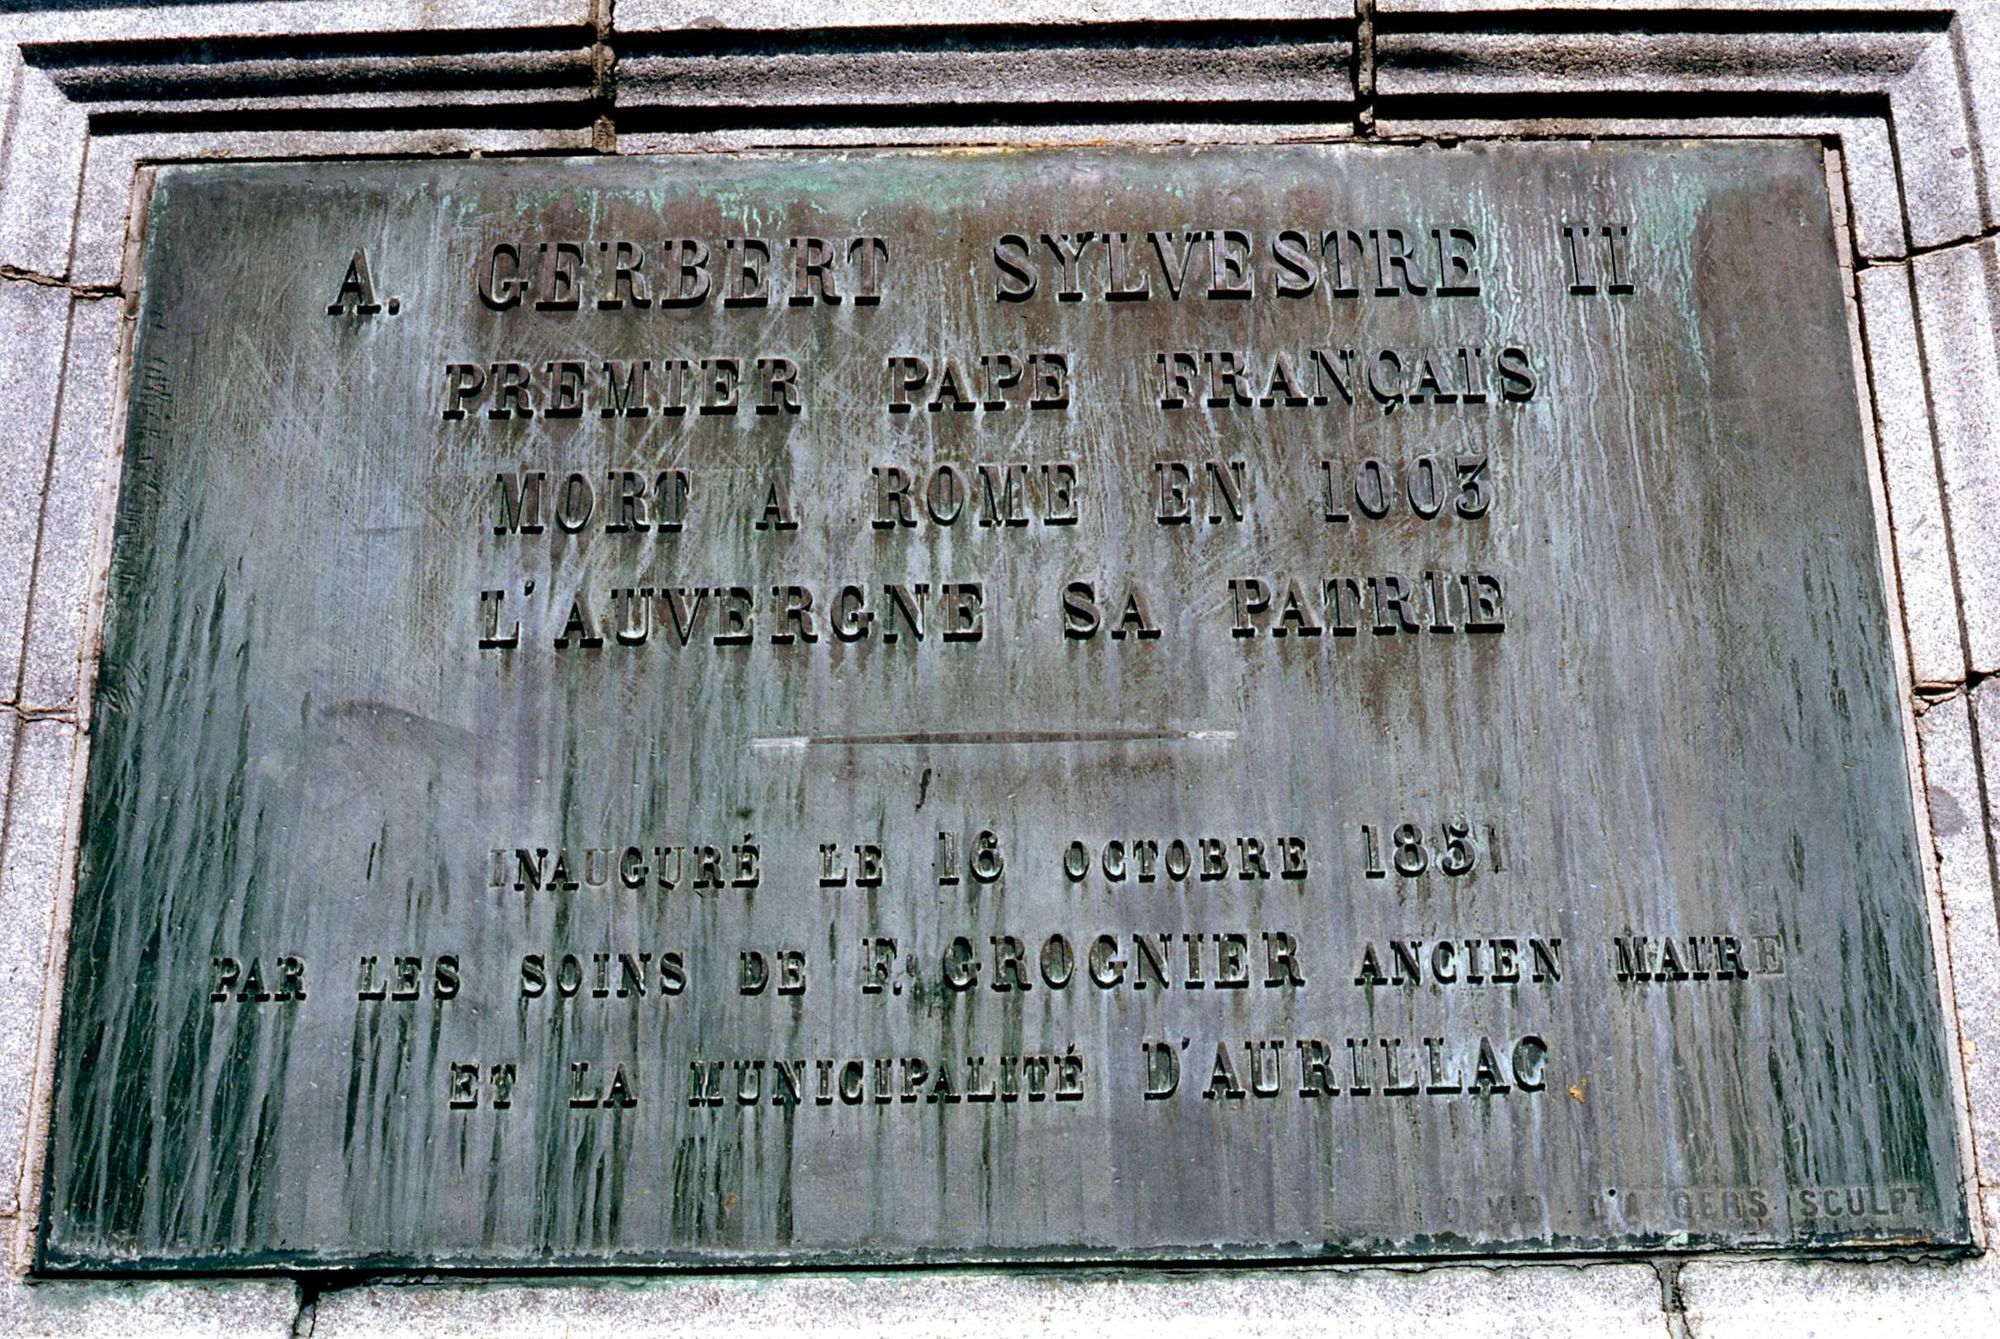 A. GERBERT SYLVESTRE II
PREMIER PAPE FRANÇAIS
MORT A ROME EN 1003
L'AUVERGNE SA PATRIE
INAUGURÉ LE 16 OCTOBRE 1851
PAR LES SOINS DE F. GROGNIER ANCIEN MAIRE
ET LA MUNICIPALITÉ D'AURILLAC
DAVID D'ANGERS SCULPT